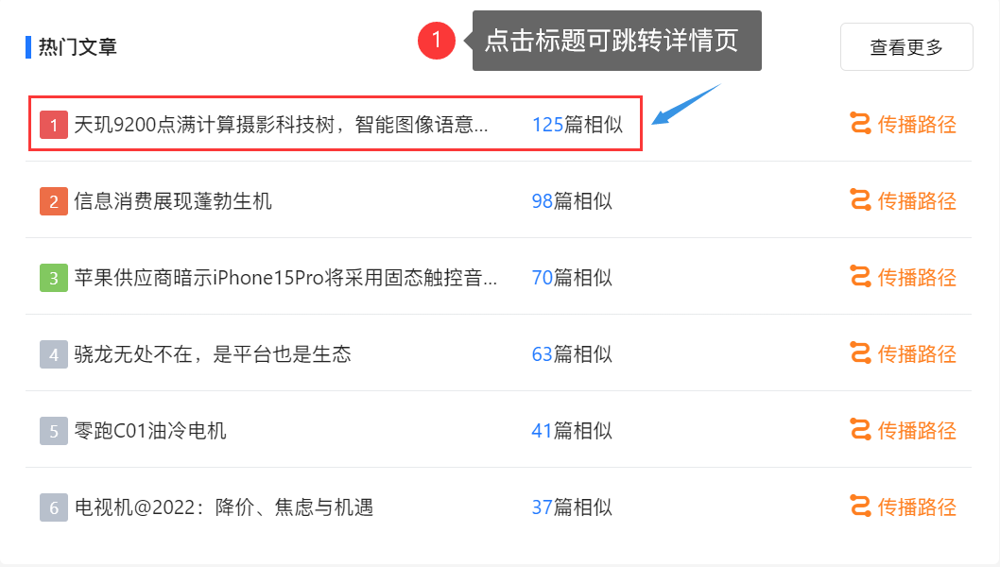 热门文章
1 点击标题可跳转详情页
查看更多
1 天玑9200点满计算摄影科技树，智能图像语意... 125篇相似 传播路径
2 信息消费展现蓬勃生机 98篇相似 传播路径
3 苹果供应商暗示iPhone15Pro将采用固态触控音... 70篇相似 传播路径
4 骁龙无处不在，是平台也是生态 63篇相似 传播路径
5 零跑C01油冷电机 41篇相似 传播路径
6 电视机@2022：降价、焦虑与机遇 37篇相似 传播路径